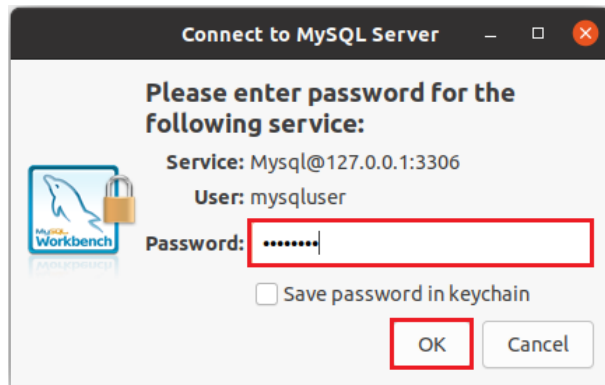 Connect to MySQL Server
Please enter password for the
following service:
Service: Mysql@127.0.0.1:3306
User: mysqluser
MySQL
Workbench
Password: ••••••••
Save password in keychain
OK Cancel